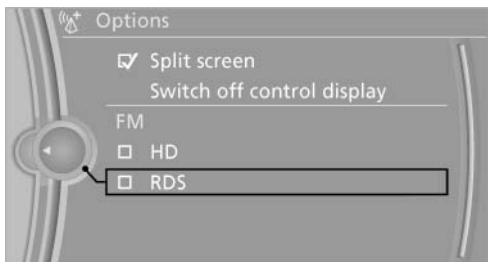 Options
Split screen
Switch off control display
FM
HD
RDS